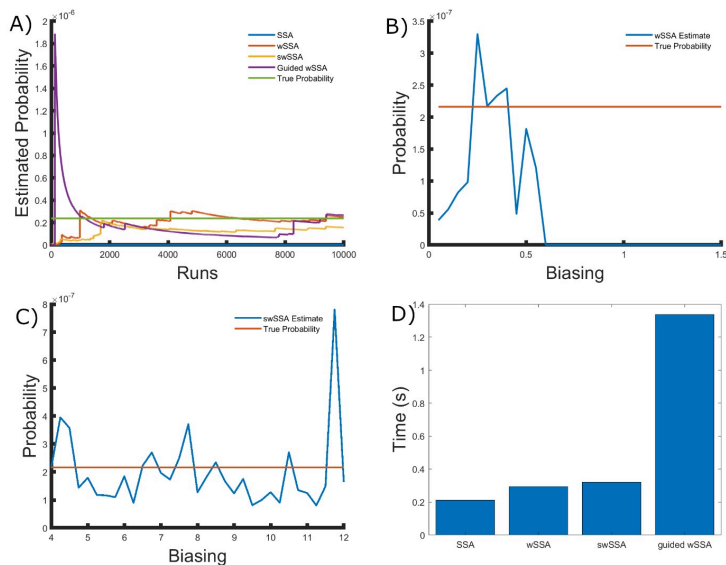 A)
×10⁻⁶
2
1.8
1.6
1.4
1.2
1
0.8
0.6
0.4
0.2
0
Estimated Probability
SSA
wSSA
swSSA
Guided wSSA
True Probability
0 2000 4000 6000 8000 10000
Runs
B)
×10⁻⁷
3.5
3
2.5
2
1.5
1
0.5
0
Probability
wSSA Estimate
True Probability
0 0.5 1 1.5
Biasing
C)
×10⁻⁷
8
7
6
5
4
3
2
1
0
Probability
swSSA Estimate
True Probability
4 5 6 7 8 9 10 11 12
Biasing
D)
1.4
1.2
1
0.8
0.6
0.4
0.2
0
Time (s)
SSA wSSA swSSA guided wSSA